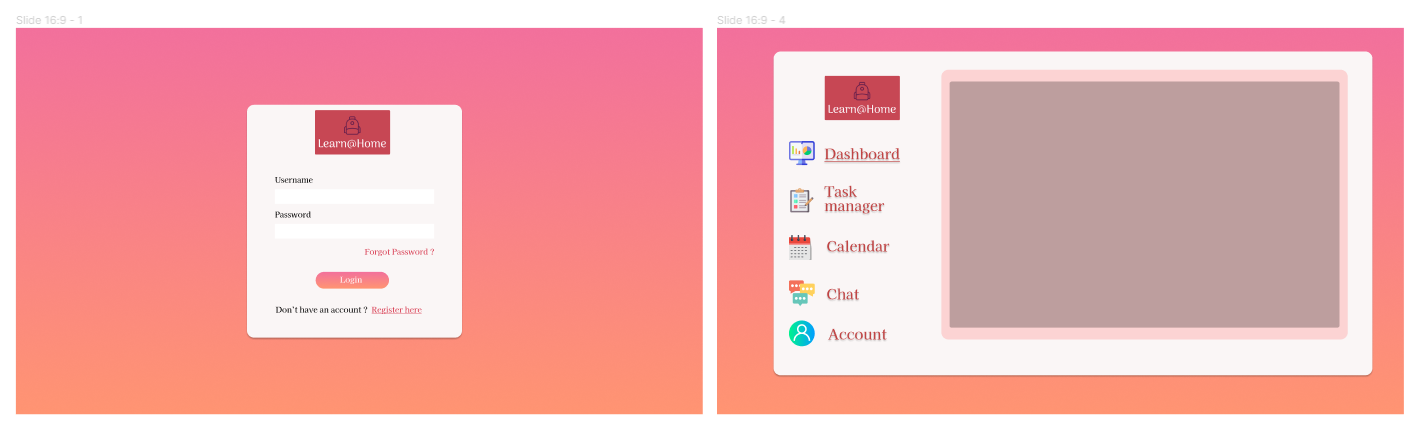 Slide 16:9 - 1
Learn@Home
Username
Password
Forgot Password ?
Login
Don't have an account ? Register here
Slide 16:9 - 4
Learn@Home
Dashboard
Task
manager
Calendar
Chat
Account